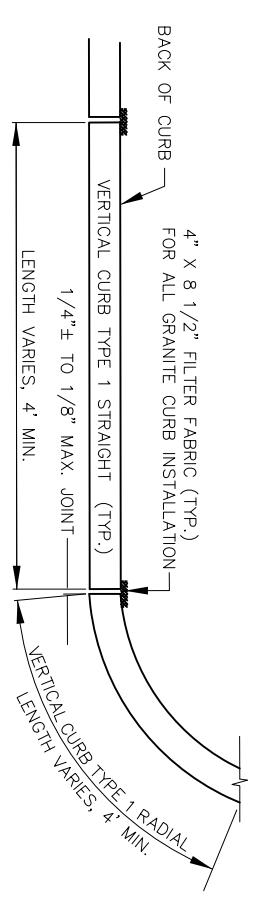 BACK OF CURB
4" X 8 1/2" FILTER FABRIC (TYP.)
FOR ALL GRANITE CURB INSTALLATION
VERTICAL CURB TYPE 1 STRAIGHT (TYP.)
1/4"± TO 1/8" MAX. JOINT
LENGTH VARIES, 4' MIN.
VERTICAL CURB TYPE 1 RADIAL
LENGTH VARIES, 4' MIN.